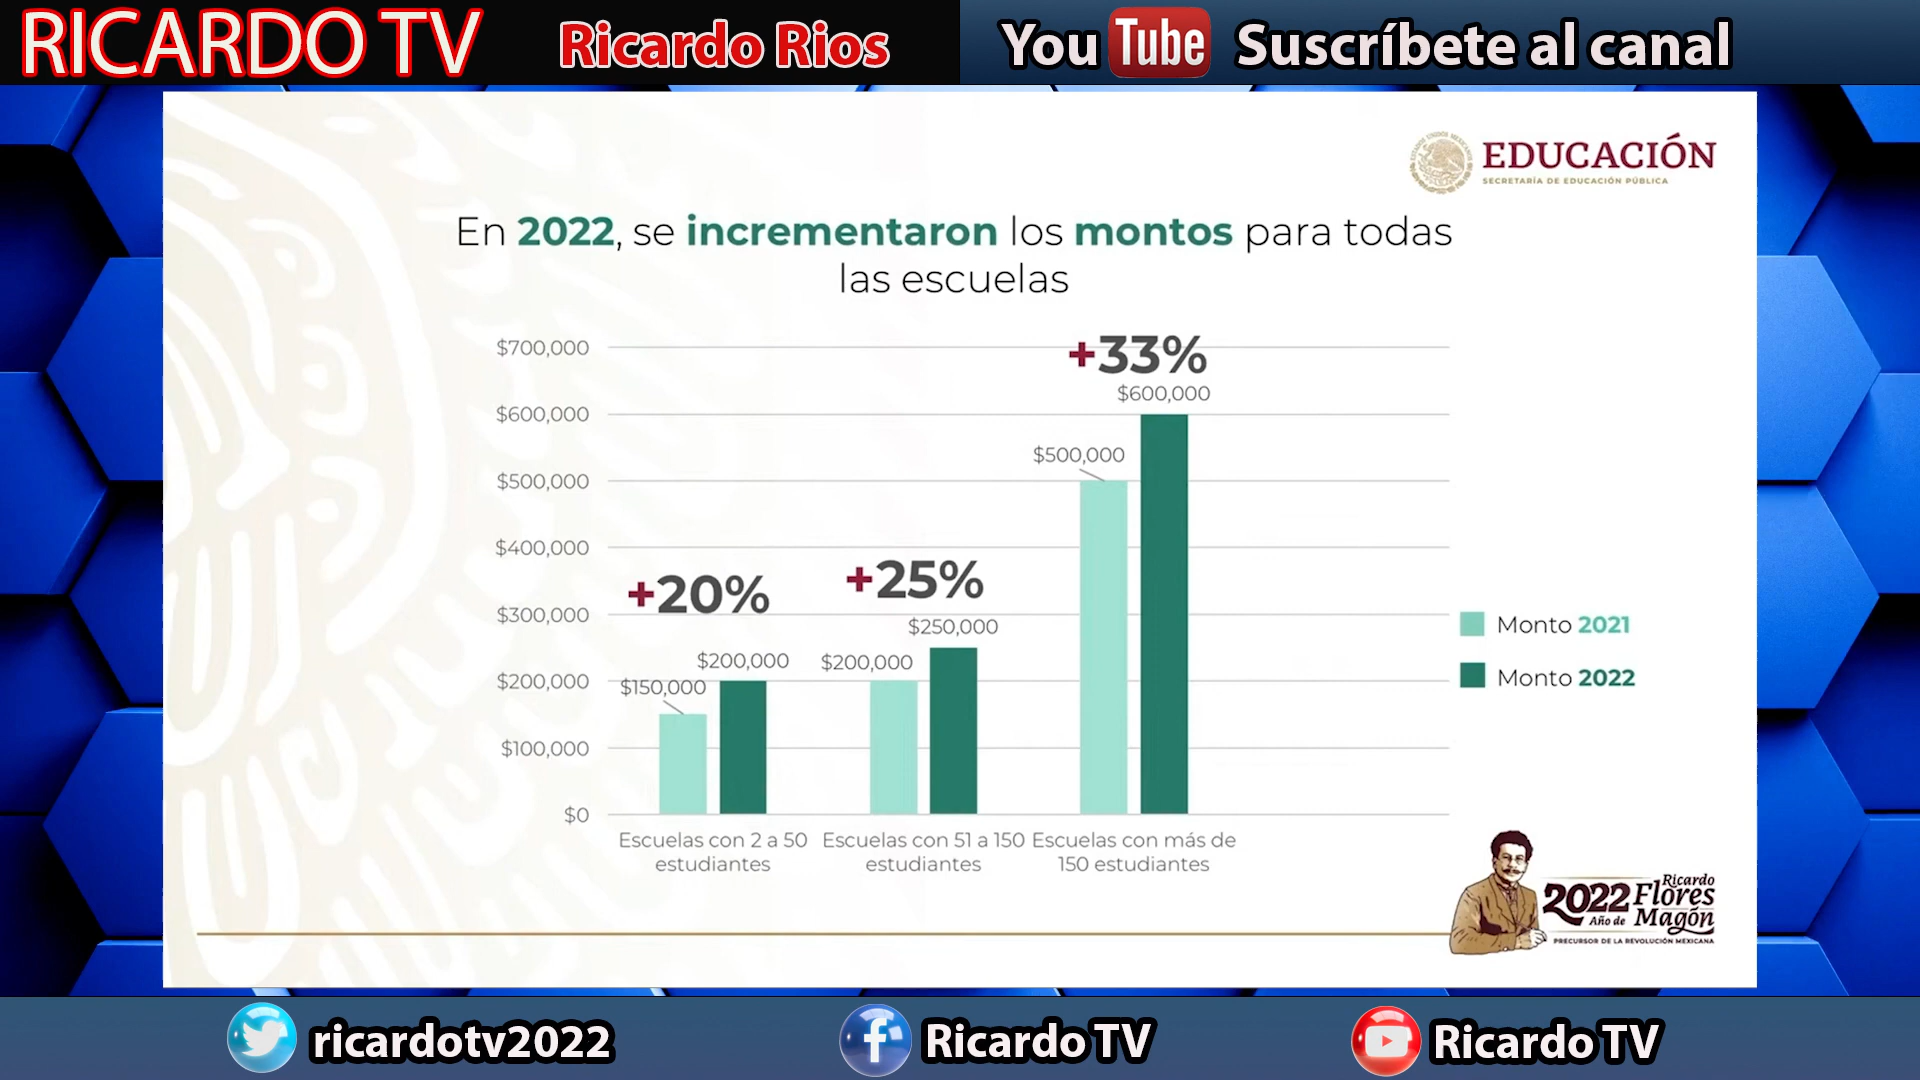 RICARDO TV
Ricardo Rios
You Tube Suscríbete al canal
EDUCACIÓN
SECRETARÍA DE EDUCACIÓN PÚBLICA
En 2022, se incrementaron los montos para todas
las escuelas
$700,000
$600,000
$500,000
$400,000
$300,000
$200,000
$100,000
$0
+20%
$150,000
$200,000
+25%
$200,000
$250,000
+33%
$500,000
$600,000
Escuelas con 2 a 50
estudiantes
Escuelas con 51 a 150
estudiantes
Escuelas con más de
150 estudiantes
Monto 2021
Monto 2022
2022 Ricardo
Año de Flores
Magón
PRECURSOR DE LA REVOLUCIÓN MEXICANA
ricardotv2022
Ricardo TV
Ricardo TV